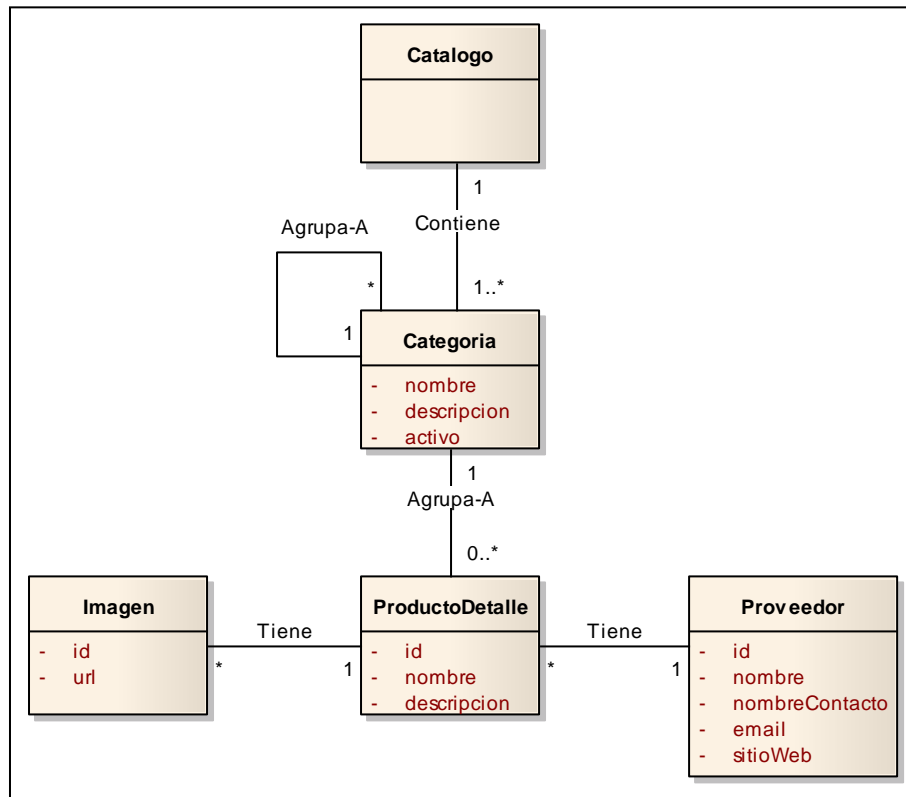 Catalogo
1
Contiene
1..*
Agrupa-A
*
1
Categoria
- nombre
- descripcion
- activo
1
Agrupa-A
0..*
Imagen
- id
- url
Tiene
*
1
ProductoDetalle
- id
- nombre
- descripcion
Tiene
*
1
Proveedor
- id
- nombre
- nombreContacto
- email
- sitioWeb